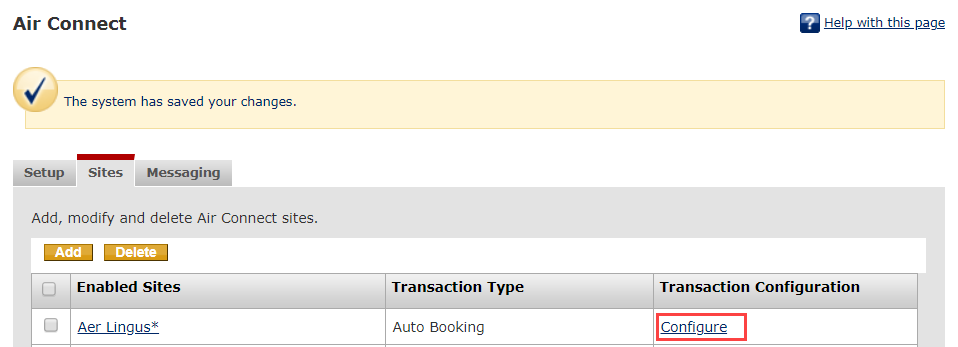 Air Connect
? Help with this page
The system has saved your changes.
Setup Sites Messaging
Add, modify and delete Air Connect sites.
Add Delete
Enabled Sites Transaction Type Transaction Configuration
Aer Lingus* Auto Booking Configure